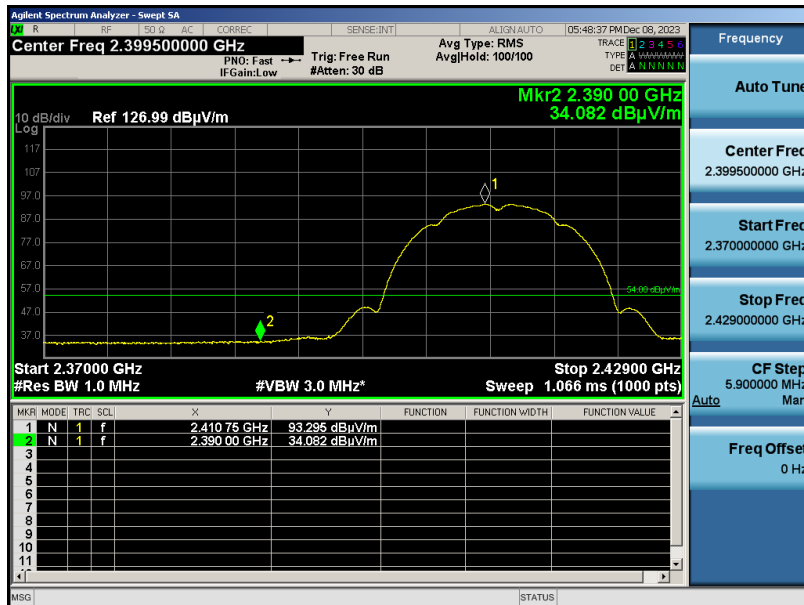 Agilent Spectrum Analyzer - Swept SA
LXI R RF 50 Ω AC CORREC SENSE:INT ALIGN AUTO 05:48:37 PM Dec 08, 2023
Center Freq 2.399500000 GHz
PNO: Fast
IFGain:Low
Trig: Free Run
#Atten: 30 dB
Avg Type: RMS
Avg|Hold: 100/100
TRACE 1 2 3 4 5 6
TYPE A
DET A N N N N N
Mkr2 2.390 00 GHz
34.082 dBµV/m
10 dB/div Ref 126.99 dBµV/m
Log
117
107
97.0
87.0
77.0
67.0
57.0
47.0
37.0
1
2
54.00 dBµV/m
Start 2.37000 GHz Stop 2.42900 GHz
#Res BW 1.0 MHz #VBW 3.0 MHz* Sweep 1.066 ms (1000 pts)
MKR MODE TRC SCL X Y FUNCTION FUNCTION WIDTH FUNCTION VALUE
1 N 1 f 2.410 75 GHz 93.295 dBµV/m
2 N 1 f 2.390 00 GHz 34.082 dBµV/m
3
4
5
6
7
8
9
10
11
MSG STATUS
Frequency
Auto Tune
Center Freq
2.399500000 GHz
Start Freq
2.370000000 GHz
Stop Freq
2.429000000 GHz
CF Step
5.900000 MHz
Auto Man
Freq Offset
0 Hz